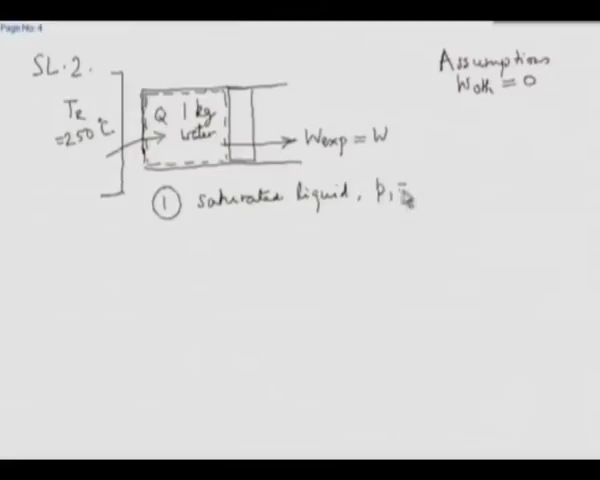 Page No: 4
SL.2.
Assumptions
Woth = 0
TR
= 250°C
Q 1 kg
water
Wexp = W
① saturated liquid, p1 =